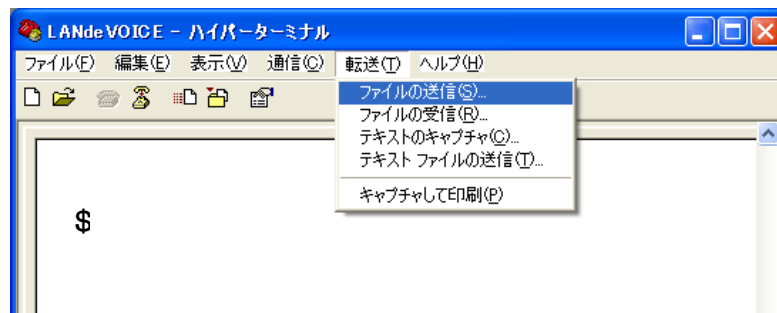 LANdeVOICE - ハイパーターミナル
ファイル(F) 編集(E) 表示(V) 通信(C) 転送(T) ヘルプ(H)
ファイルの送信(S)...
ファイルの受信(R)...
テキストのキャプチャ(C)...
テキスト ファイルの送信(T)...
キャプチャして印刷(P)
$